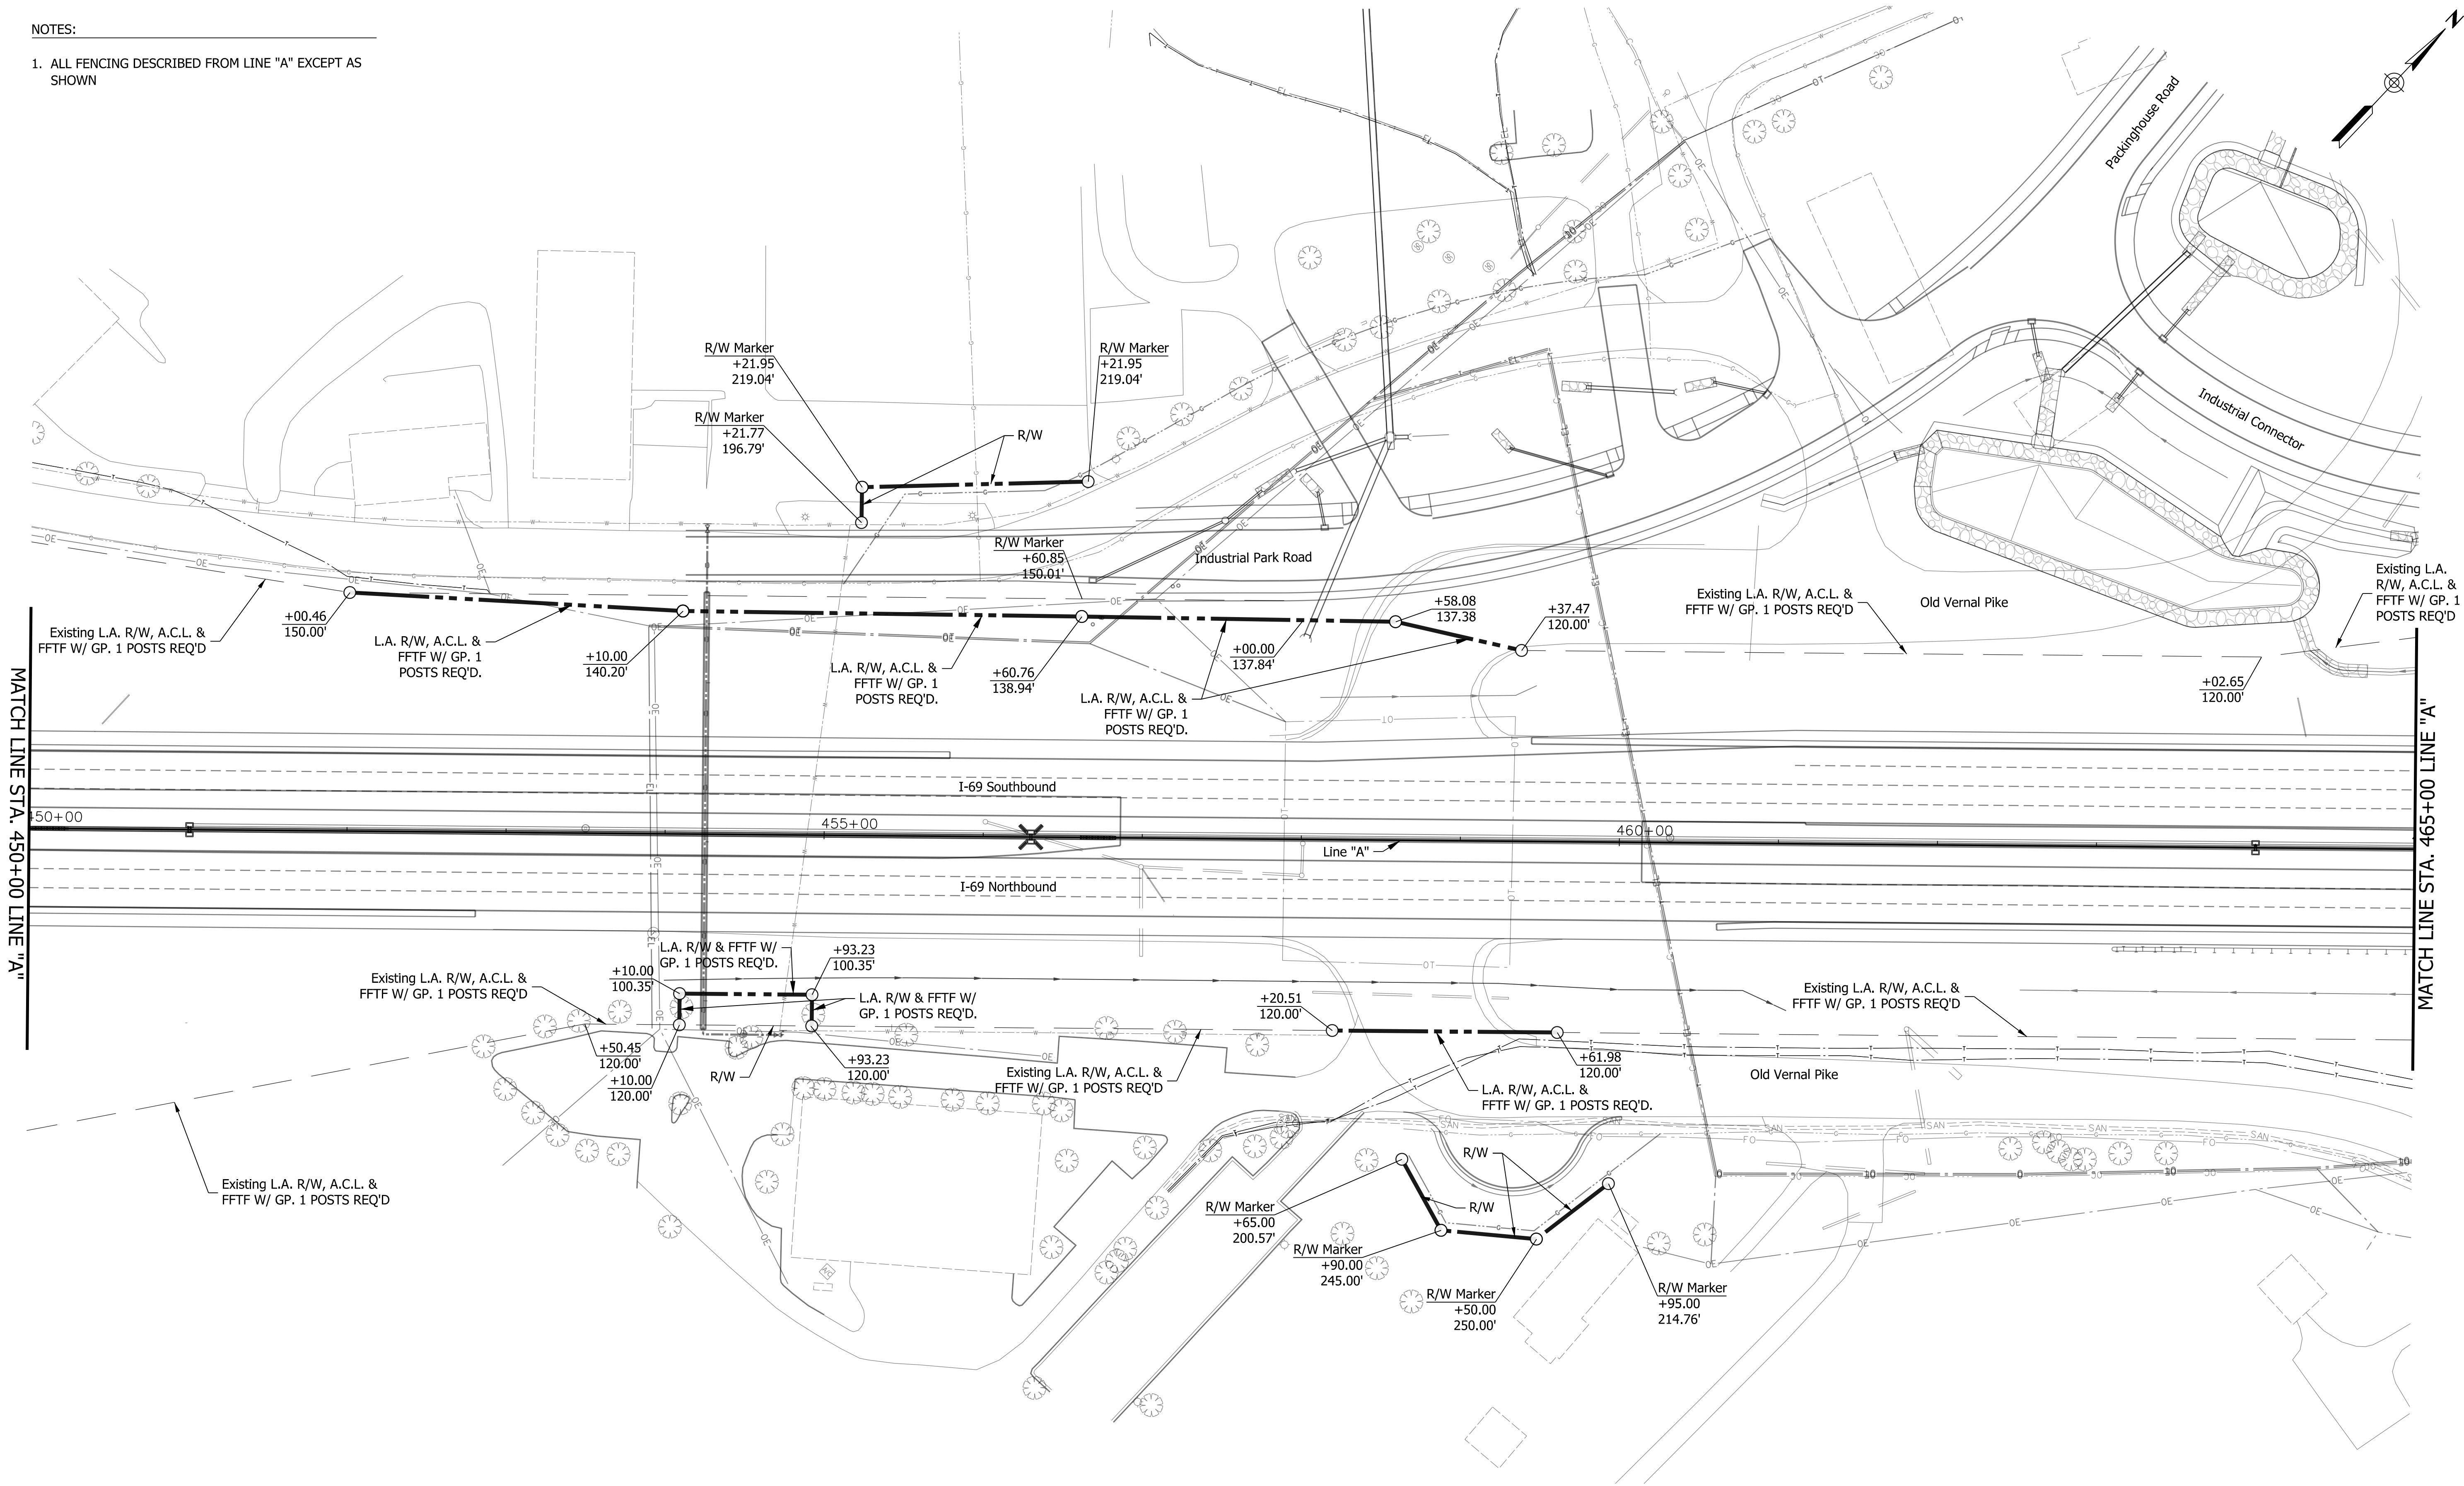 NOTES:
1. ALL FENCING DESCRIBED FROM LINE "A" EXCEPT AS
SHOWN
N
Packinghouse Road
Industrial Connector
R/W Marker
+21.95
219.04'
R/W Marker
+21.95
219.04'
R/W Marker
+21.77
196.79'
R/W
R/W Marker
+60.85
150.01'
Industrial Park Road
Existing L.A. R/W, A.C.L. &
FFTF W/ GP. 1 POSTS REQ'D
+00.46
150.00'
L.A. R/W, A.C.L. &
FFTF W/ GP. 1
POSTS REQ'D.
+10.00
140.20'
L.A. R/W, A.C.L. &
FFTF W/ GP. 1
POSTS REQ'D.
+60.76
138.94'
L.A. R/W, A.C.L. &
FFTF W/ GP. 1
POSTS REQ'D.
+00.00
137.84'
+58.08
137.38
+37.47
120.00'
Existing L.A. R/W, A.C.L. &
FFTF W/ GP. 1 POSTS REQ'D
Old Vernal Pike
Existing L.A.
R/W, A.C.L. &
FFTF W/ GP. 1
POSTS REQ'D
+02.65
120.00'
MATCH LINE STA. 450+00 LINE "A"
MATCH LINE STA. 465+00 LINE "A"
I-69 Southbound
450+00
455+00
460+00
Line "A"
I-69 Northbound
L.A. R/W & FFTF W/
GP. 1 POSTS REQ'D.
+93.23
100.35'
+10.00
100.35'
Existing L.A. R/W, A.C.L. &
FFTF W/ GP. 1 POSTS REQ'D
L.A. R/W & FFTF W/
GP. 1 POSTS REQ'D.
+20.51
120.00'
Existing L.A. R/W, A.C.L. &
FFTF W/ GP. 1 POSTS REQ'D
+50.45
120.00'
+10.00
120.00'
R/W
+93.23
120.00'
Existing L.A. R/W, A.C.L. &
FFTF W/ GP. 1 POSTS REQ'D
+61.98
120.00'
L.A. R/W, A.C.L. &
FFTF W/ GP. 1 POSTS REQ'D.
Old Vernal Pike
Existing L.A. R/W, A.C.L. &
FFTF W/ GP. 1 POSTS REQ'D
R/W
R/W
R/W Marker
+65.00
200.57'
R/W Marker
+90.00
245.00'
R/W Marker
+50.00
250.00'
R/W Marker
+95.00
214.76'